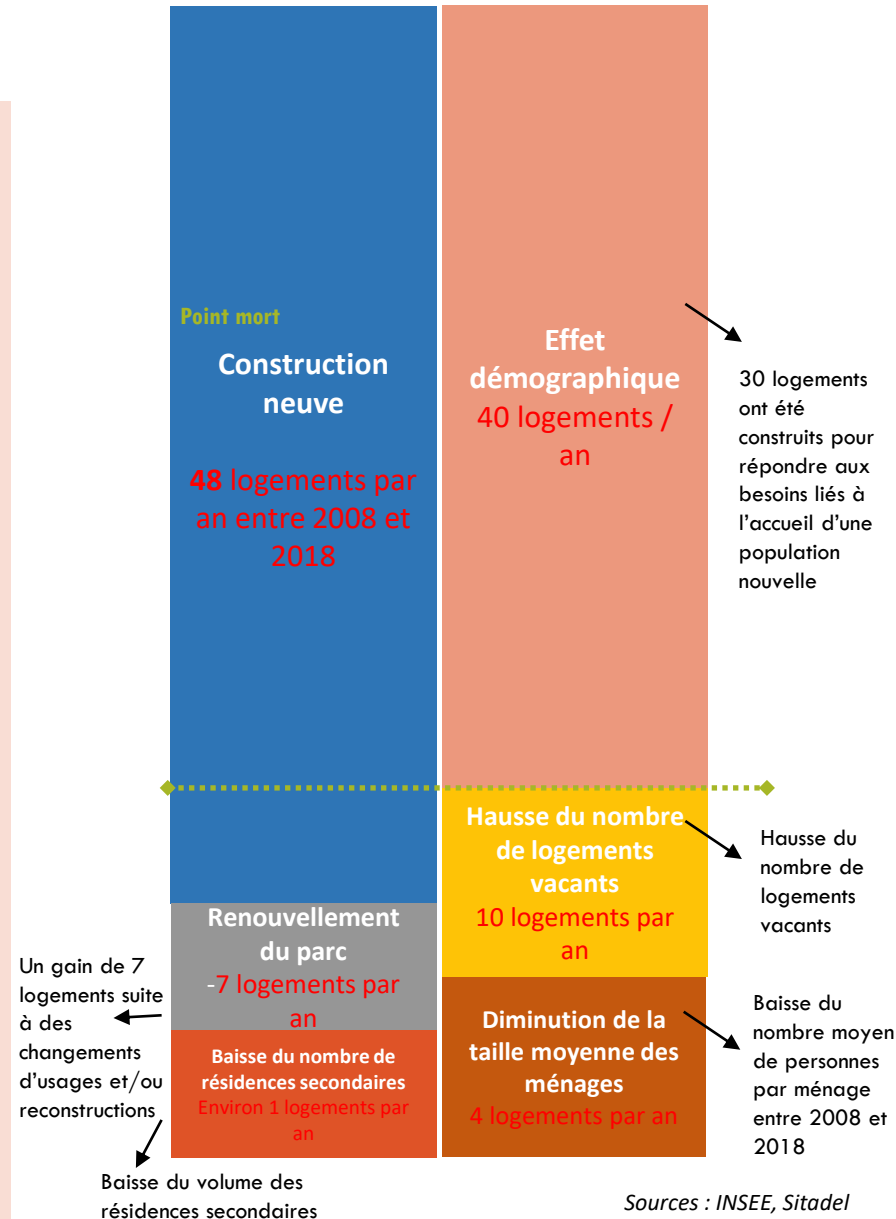 Point mort
Construction
neuve
48 logements par
an entre 2008 et
2018
Renouvellement
du parc
-7 logements par
an
Baisse du nombre de
résidences secondaires
Environ 1 logements par
an
Un gain de 7
logements suite
à des
changements
d'usages et/ou
reconstructions
Baisse du volume des
résidences secondaires
Effet
démographique
40 logements /
an
30 logements
ont été
construits pour
répondre aux
besoins liés à
l'accueil d'une
population
nouvelle
Hausse du nombre
de logements
vacants
10 logements par
an
Hausse du
nombre de
logements
vacants
Diminution de la
taille moyenne des
ménages
4 logements par an
Baisse du
nombre moyen
de personnes
par ménage
entre 2008 et
2018
Sources : INSEE, Sitadel